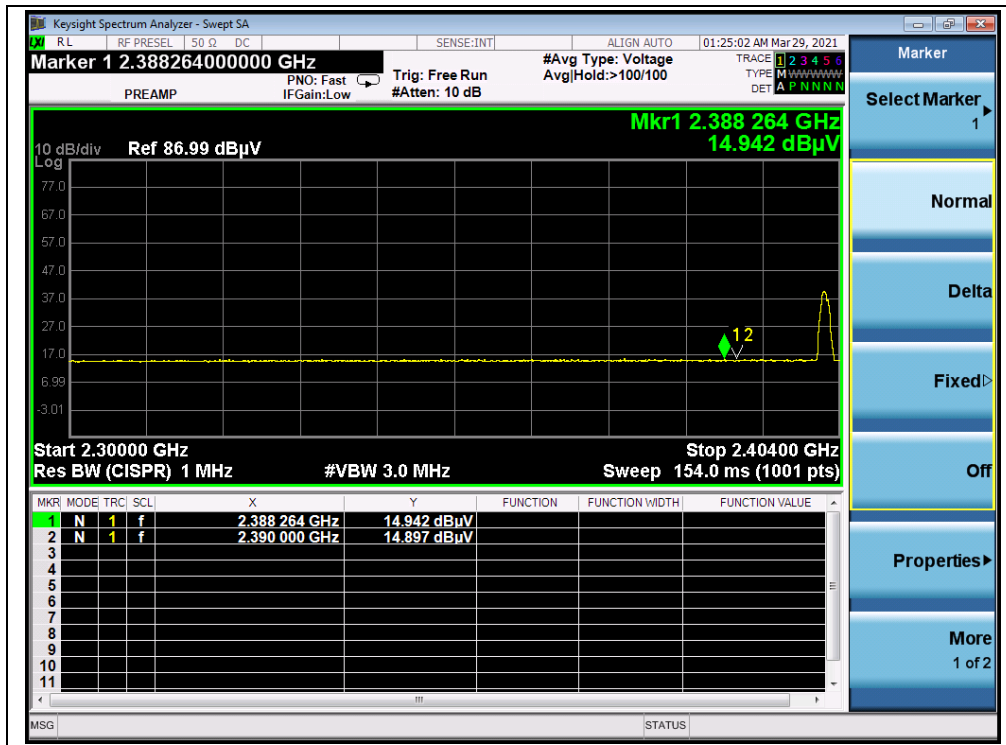 Keysight Spectrum Analyzer - Swept SA
LXI RL RF PRESEL 50 Ω DC SENSE:INT ALIGN AUTO 01:25:02 AM Mar 29, 2021
Marker 1 2.388264000000 GHz
PREAMP
PNO: Fast
IFGain:Low
Trig: Free Run
#Atten: 10 dB
#Avg Type: Voltage
Avg|Hold:>100/100
TRACE 1 2 3 4 5 6
TYPE M WWWWW
DET A P N N N N
Mkr1 2.388 264 GHz
14.942 dBµV
10 dB/div Ref 86.99 dBµV
Log
77.0
67.0
57.0
47.0
37.0
27.0
17.0
6.99
-3.01
1 2
Start 2.30000 GHz Stop 2.40400 GHz
Res BW (CISPR) 1 MHz #VBW 3.0 MHz Sweep 154.0 ms (1001 pts)
MKR MODE TRC SCL X Y FUNCTION FUNCTION WIDTH FUNCTION VALUE
1 N 1 f 2.388 264 GHz 14.942 dBµV
2 N 1 f 2.390 000 GHz 14.897 dBµV
3
4
5
6
7
8
9
10
11
MSG STATUS
Marker
Select Marker
1
Normal
Delta
Fixed
Off
Properties
More
1 of 2